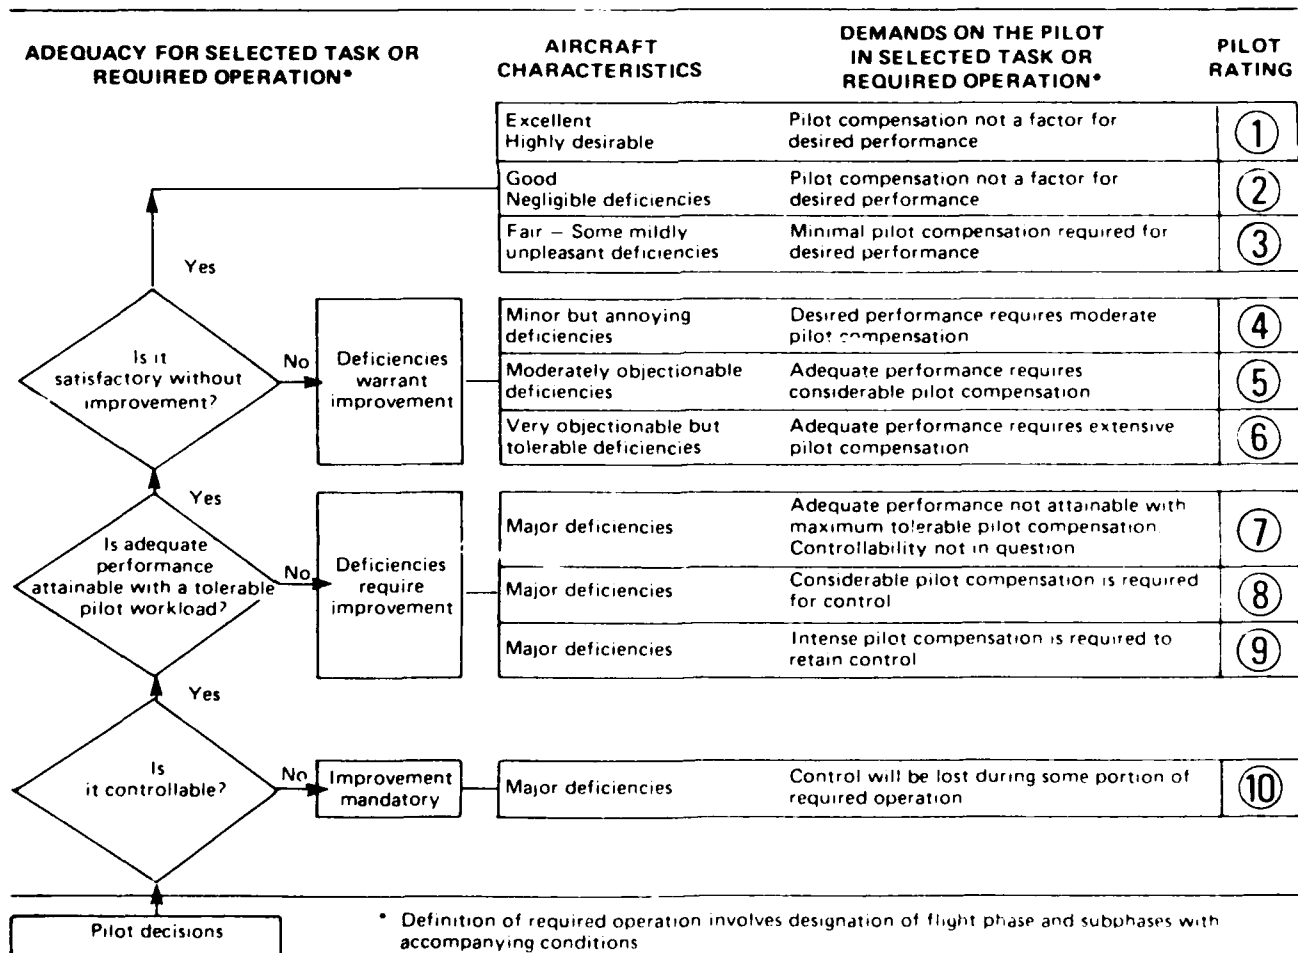 ADEQUACY FOR SELECTED TASK OR
REQUIRED OPERATION*
AIRCRAFT
CHARACTERISTICS
DEMANDS ON THE PILOT
IN SELECTED TASK OR
REQUIRED OPERATION*
PILOT
RATING
Excellent
Highly desirable
Pilot compensation not a factor for
desired performance
1
Good
Negligible deficiencies
Pilot compensation not a factor for
desired performance
2
Fair – Some mildly
unpleasant deficiencies
Minimal pilot compensation required for
desired performance
3
Yes
Is it
satisfactory without
improvement?
No
Deficiencies
warrant
improvement
Minor but annoying
deficiencies
Desired performance requires moderate
pilot compensation
4
Moderately objectionable
deficiencies
Adequate performance requires
considerable pilot compensation
5
Very objectionable but
tolerable deficiencies
Adequate performance requires extensive
pilot compensation
6
Yes
Is adequate
performance
attainable with a tolerable
pilot workload?
No
Deficiencies
require
improvement
Major deficiencies
Adequate performance not attainable with
maximum tolerable pilot compensation
Controllability not in question
7
Major deficiencies
Considerable pilot compensation is required
for control
8
Major deficiencies
Intense pilot compensation is required to
retain control
9
Yes
Is
it controllable?
No
Improvement
mandatory
Major deficiencies
Control will be lost during some portion of
required operation
10
Pilot decisions
* Definition of required operation involves designation of flight phase and subphases with
accompanying conditions